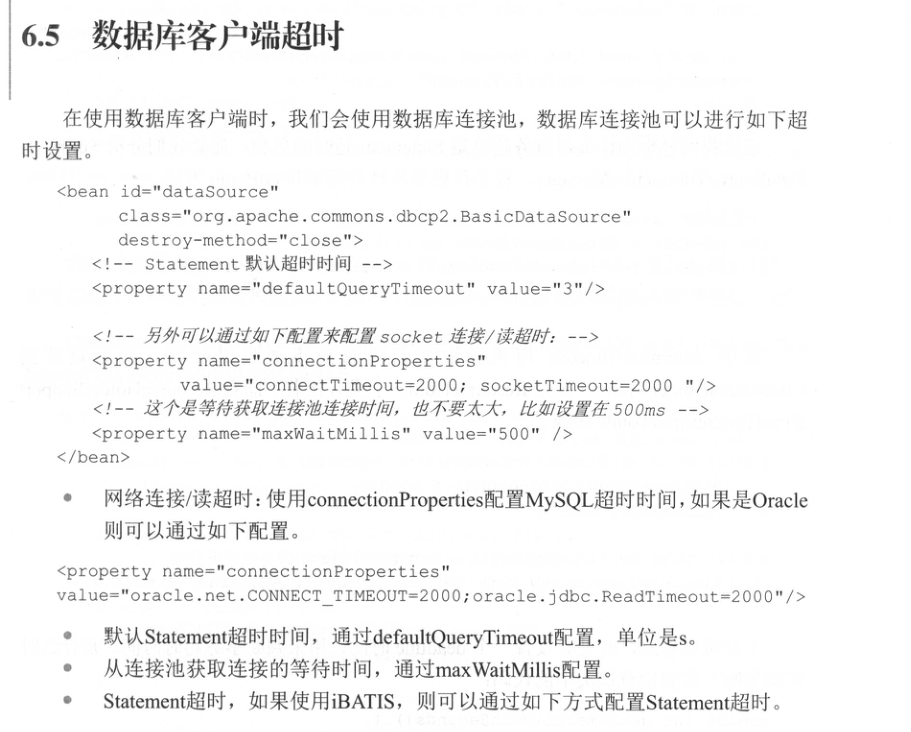 6.5 数据库客户端超时
在使用数据库客户端时，我们会使用数据库连接池，数据库连接池可以进行如下超
时设置。
<bean id="dataSource"
class="org.apache.commons.dbcp2.BasicDataSource"
destroy-method="close">
<!-- Statement 默认超时时间 -->
<property name="defaultQueryTimeout" value="3"/>
<!-- 另外可以通过如下配置来配置 socket 连接/读超时：-->
<property name="connectionProperties"
value="connectTimeout=2000; socketTimeout=2000 "/>
<!-- 这个是等待获取连接池连接时间，也不要太大，比如设置在 500ms -->
<property name="maxWaitMillis" value="500" />
</bean>
• 网络连接/读超时：使用connectionProperties配置MySQL超时时间，如果是Oracle
则可以通过如下配置。
<property name="connectionProperties"
value="oracle.net.CONNECT_TIMEOUT=2000;oracle.jdbc.ReadTimeout=2000"/>
• 默认Statement超时时间，通过defaultQueryTimeout配置，单位是s。
• 从连接池获取连接的等待时间，通过maxWaitMillis配置。
• Statement超时，如果使用iBATIS，则可以通过如下方式配置Statement超时。